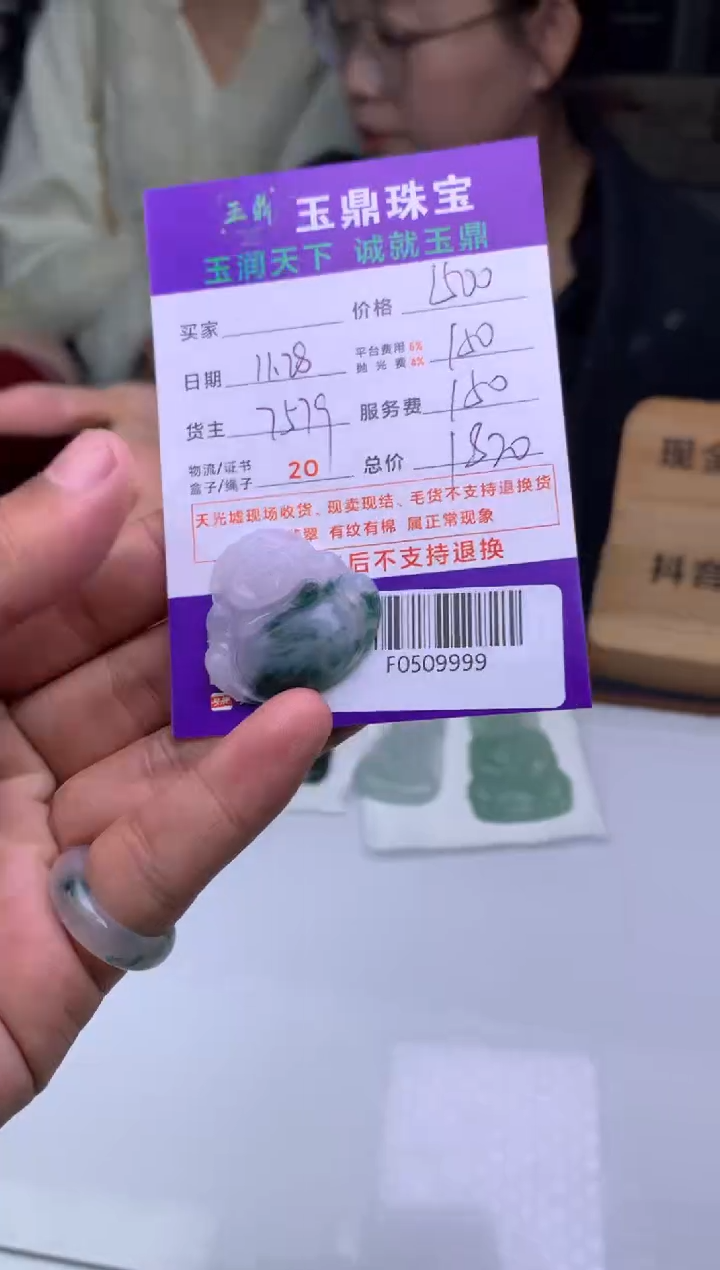 玉鼎 玉鼎珠宝
玉润天下 诚就玉鼎
买家 价格 1500
日期 11.28 平台费用 6% 抛光费 4% 150
货主 7579 服务费 150
物流/证书 盒子/绳子 20 总价 1820
天光墟现场收货、现卖现结、毛货不支持退换货
翠 有纹有棉 属正常现象
后不支持退换
F0509999
现金
抖音